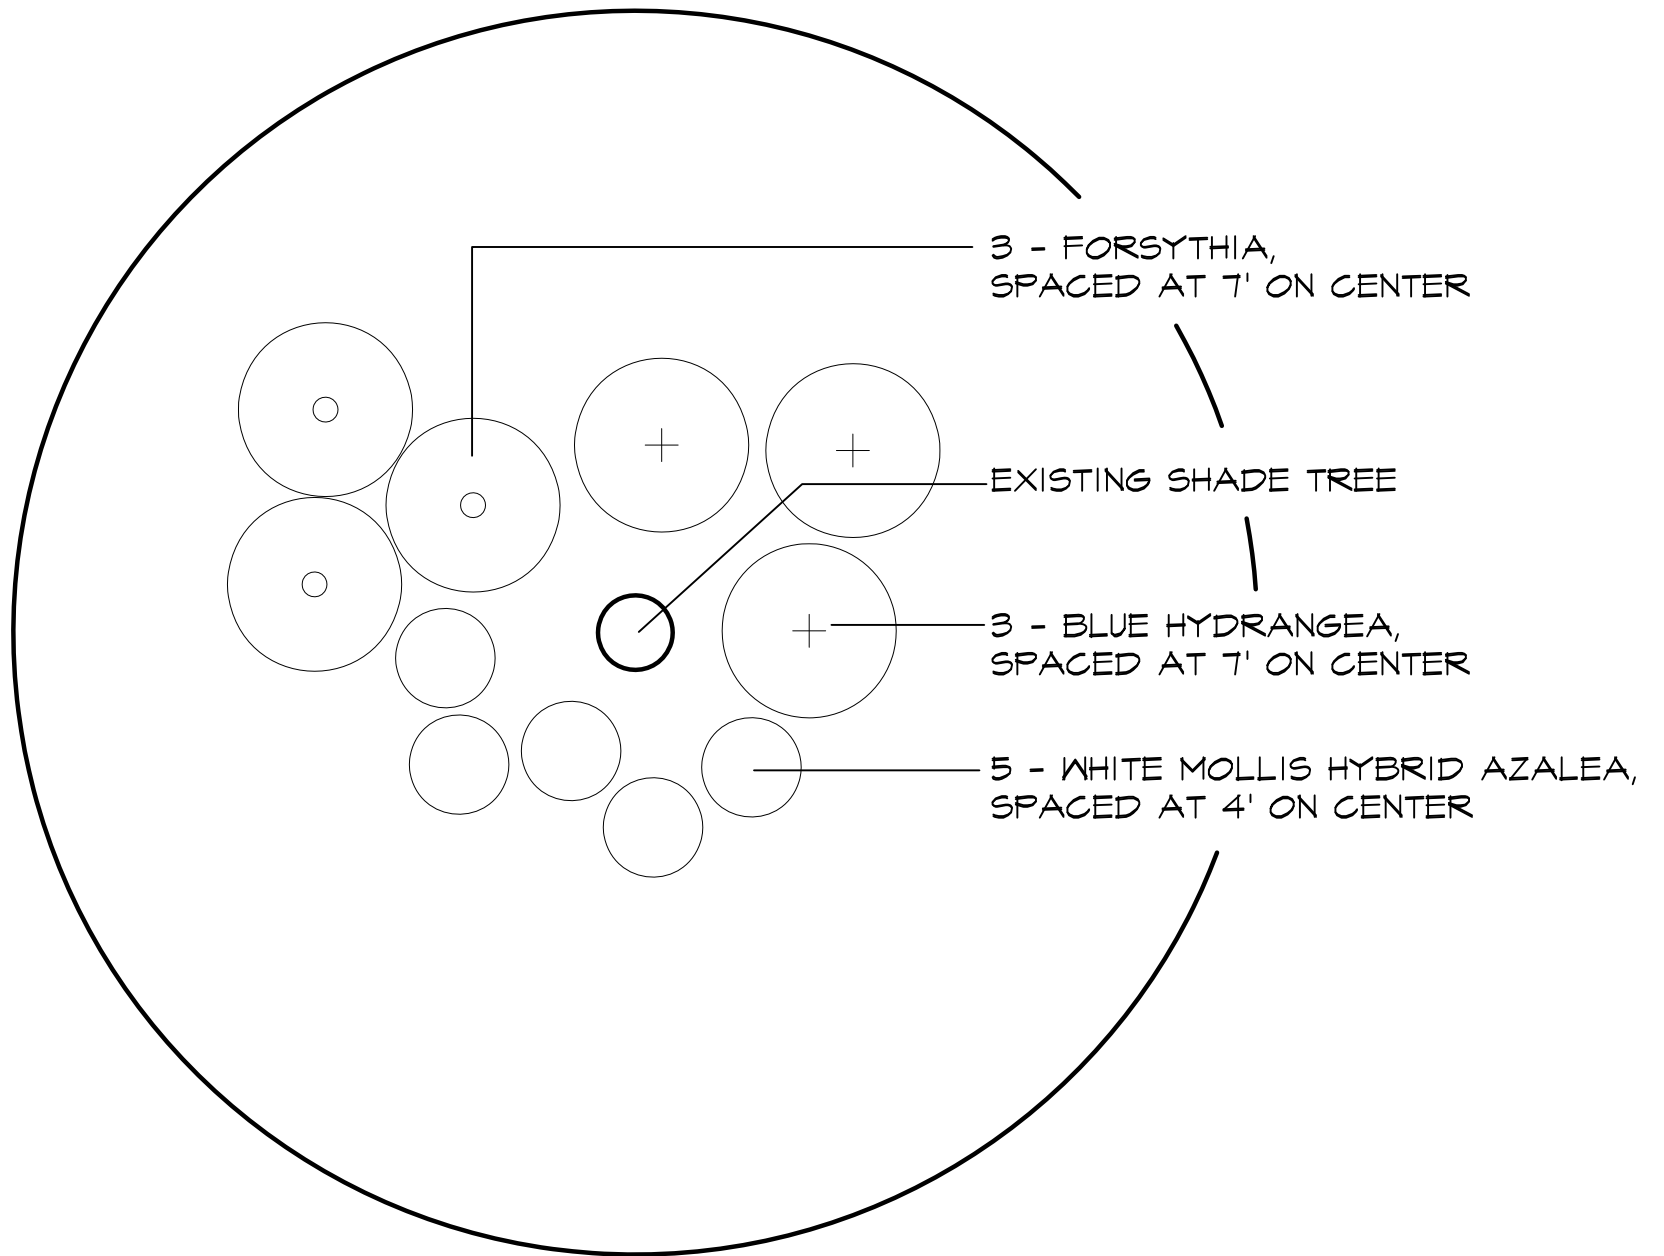 3 - FORSYTHIA,
SPACED AT 7' ON CENTER
EXISTING SHADE TREE
3 - BLUE HYDRANGEA,
SPACED AT 7' ON CENTER
5 - WHITE MOLLIS HYBRID AZALEA,
SPACED AT 4' ON CENTER